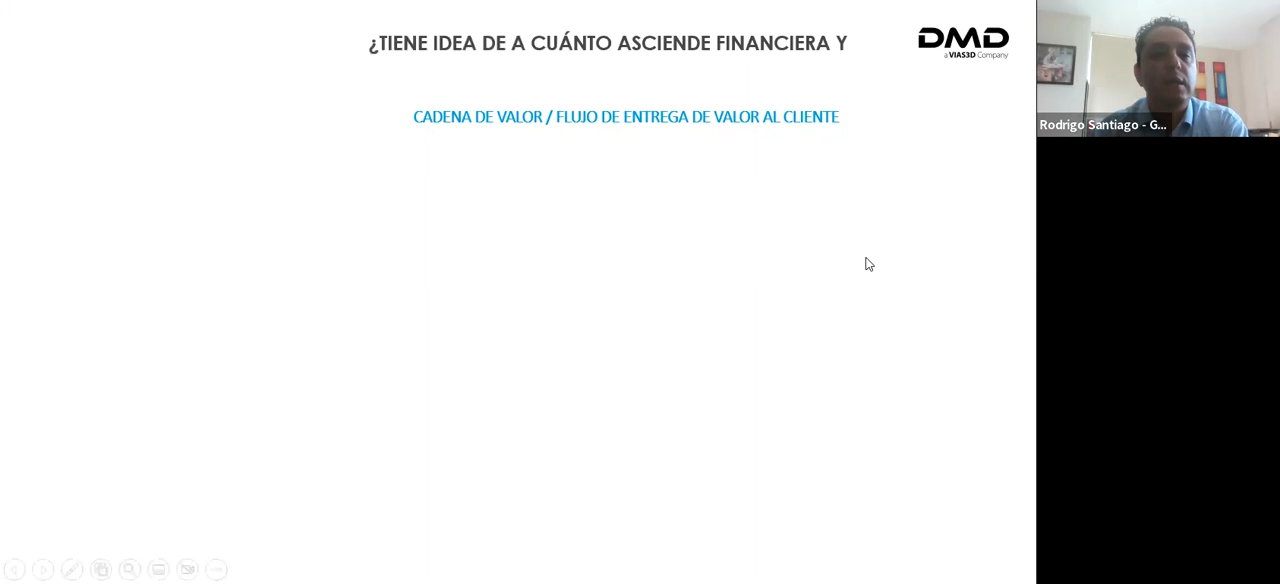 ¿TIENE IDEA DE A CUÁNTO ASCIENDE FINANCIERA Y
DMD
a VIAS3D Company
CADENA DE VALOR / FLUJO DE ENTREGA DE VALOR AL CLIENTE
Rodrigo Santiago - G...